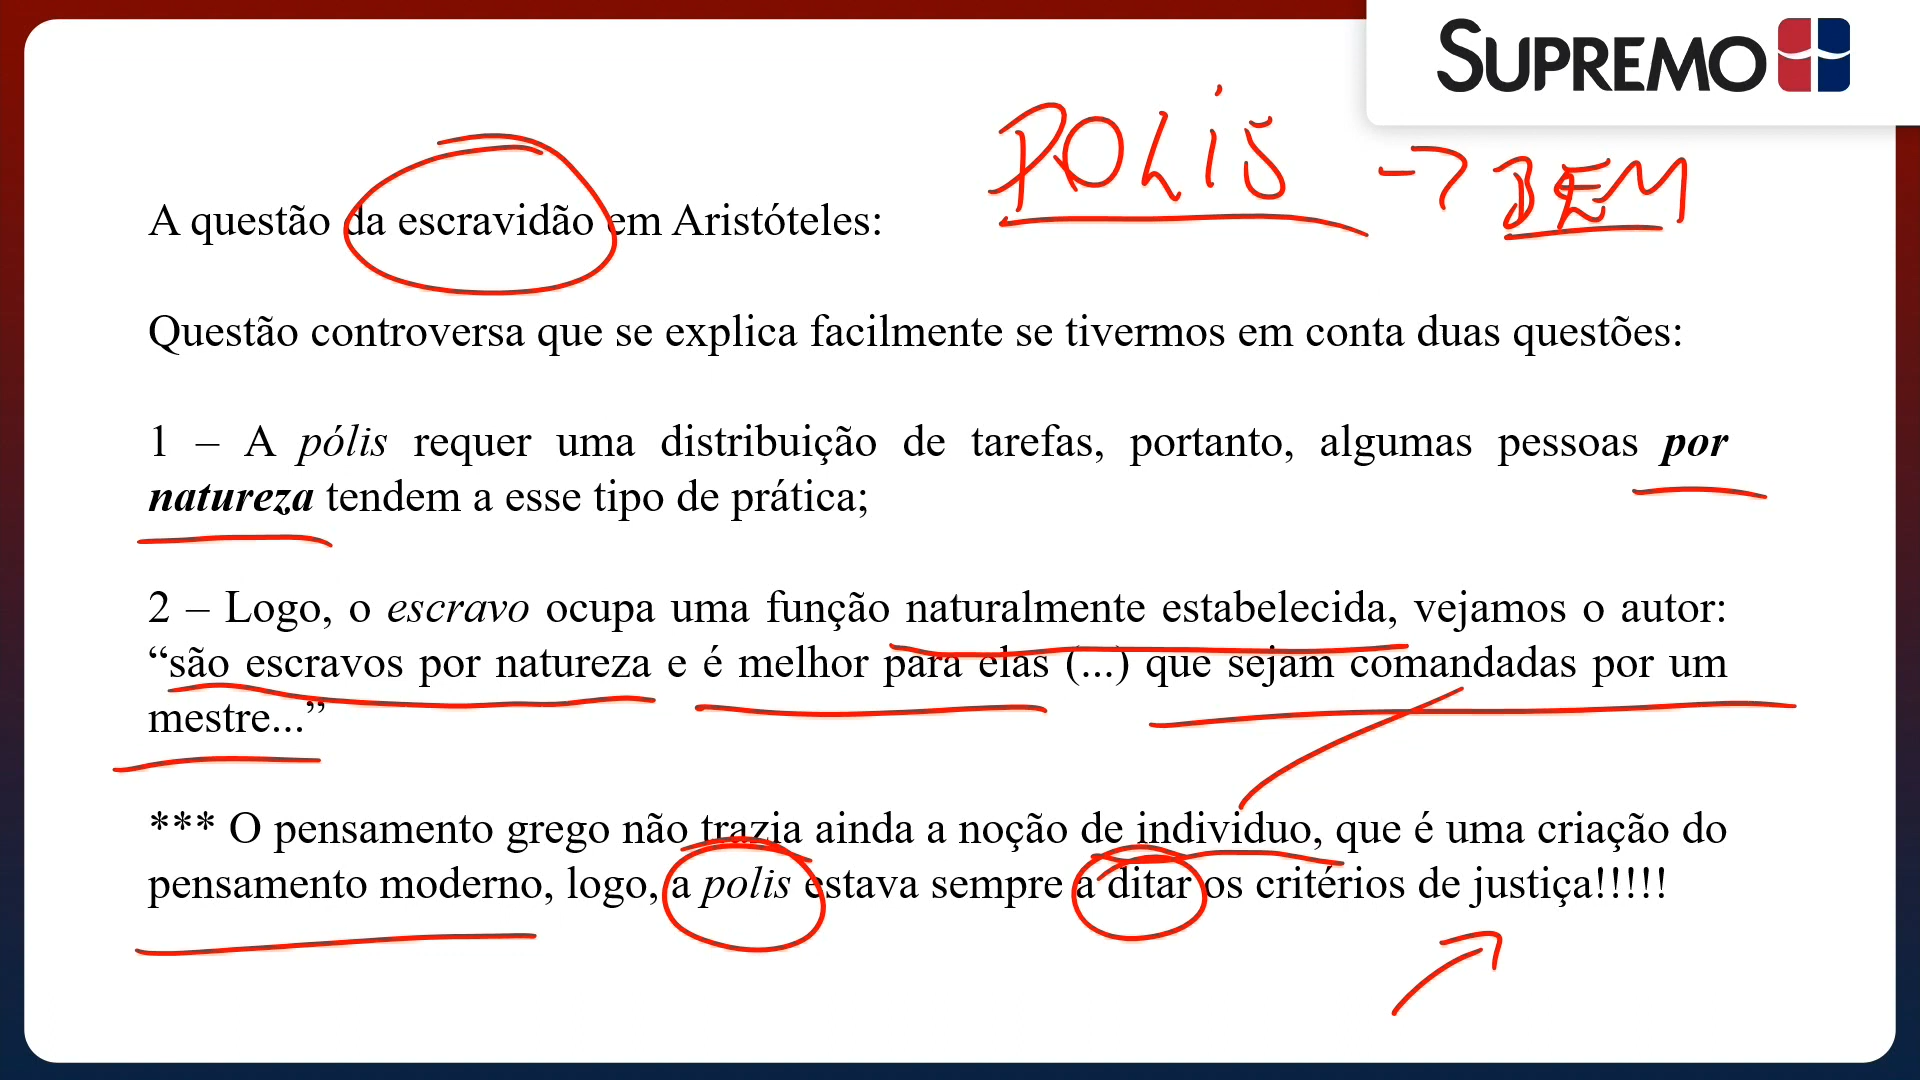 SUPREMO
POLIS → BEM
A questão da escravidão em Aristóteles:
Questão controversa que se explica facilmente se tivermos em conta duas questões:
1 – A pólis requer uma distribuição de tarefas, portanto, algumas pessoas por
natureza tendem a esse tipo de prática;
2 – Logo, o escravo ocupa uma função naturalmente estabelecida, vejamos o autor:
“são escravos por natureza e é melhor para elas (...) que sejam comandadas por um
mestre...”
*** O pensamento grego não trazia ainda a noção de individuo, que é uma criação do
pensamento moderno, logo, a polis estava sempre a ditar os critérios de justiça!!!!!